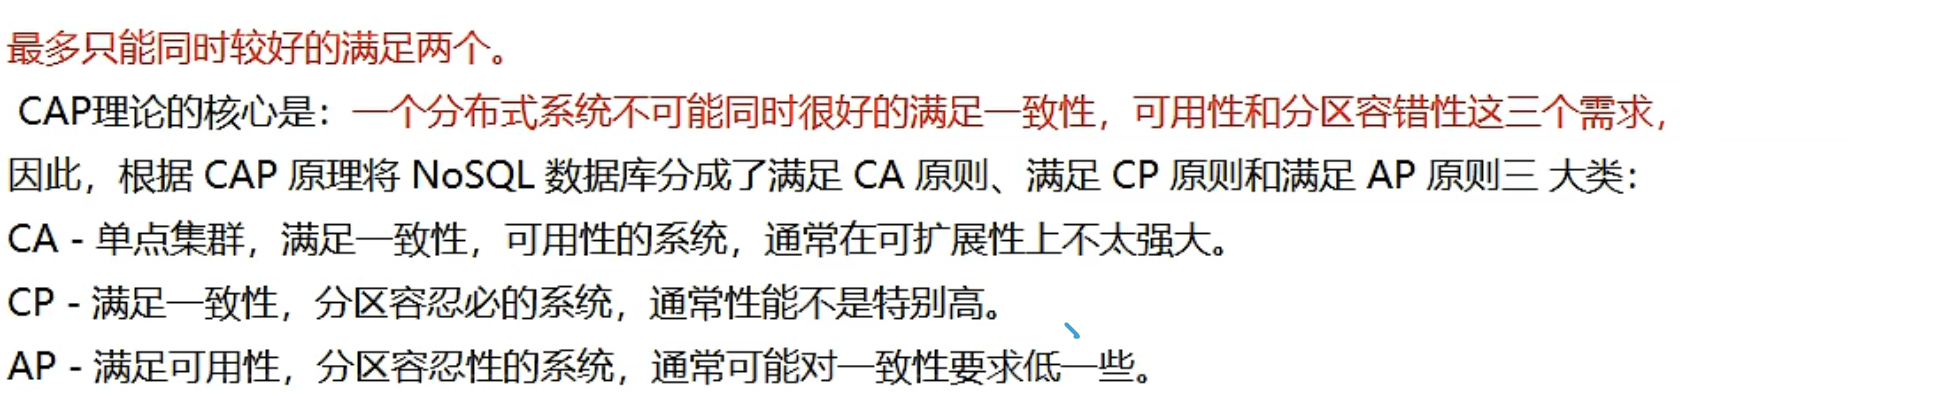 最多只能同时较好的满足两个。
CAP理论的核心是：一个分布式系统不可能同时很好的满足一致性，可用性和分区容错性这三个需求，
因此，根据 CAP 原理将 NoSQL 数据库分成了满足 CA 原则、满足 CP 原则和满足 AP 原则三 大类：
CA - 单点集群，满足一致性，可用性的系统，通常在可扩展性上不太强大。
CP - 满足一致性，分区容忍必的系统，通常性能不是特别高。
AP - 满足可用性，分区容忍性的系统，通常可能对一致性要求低一些。